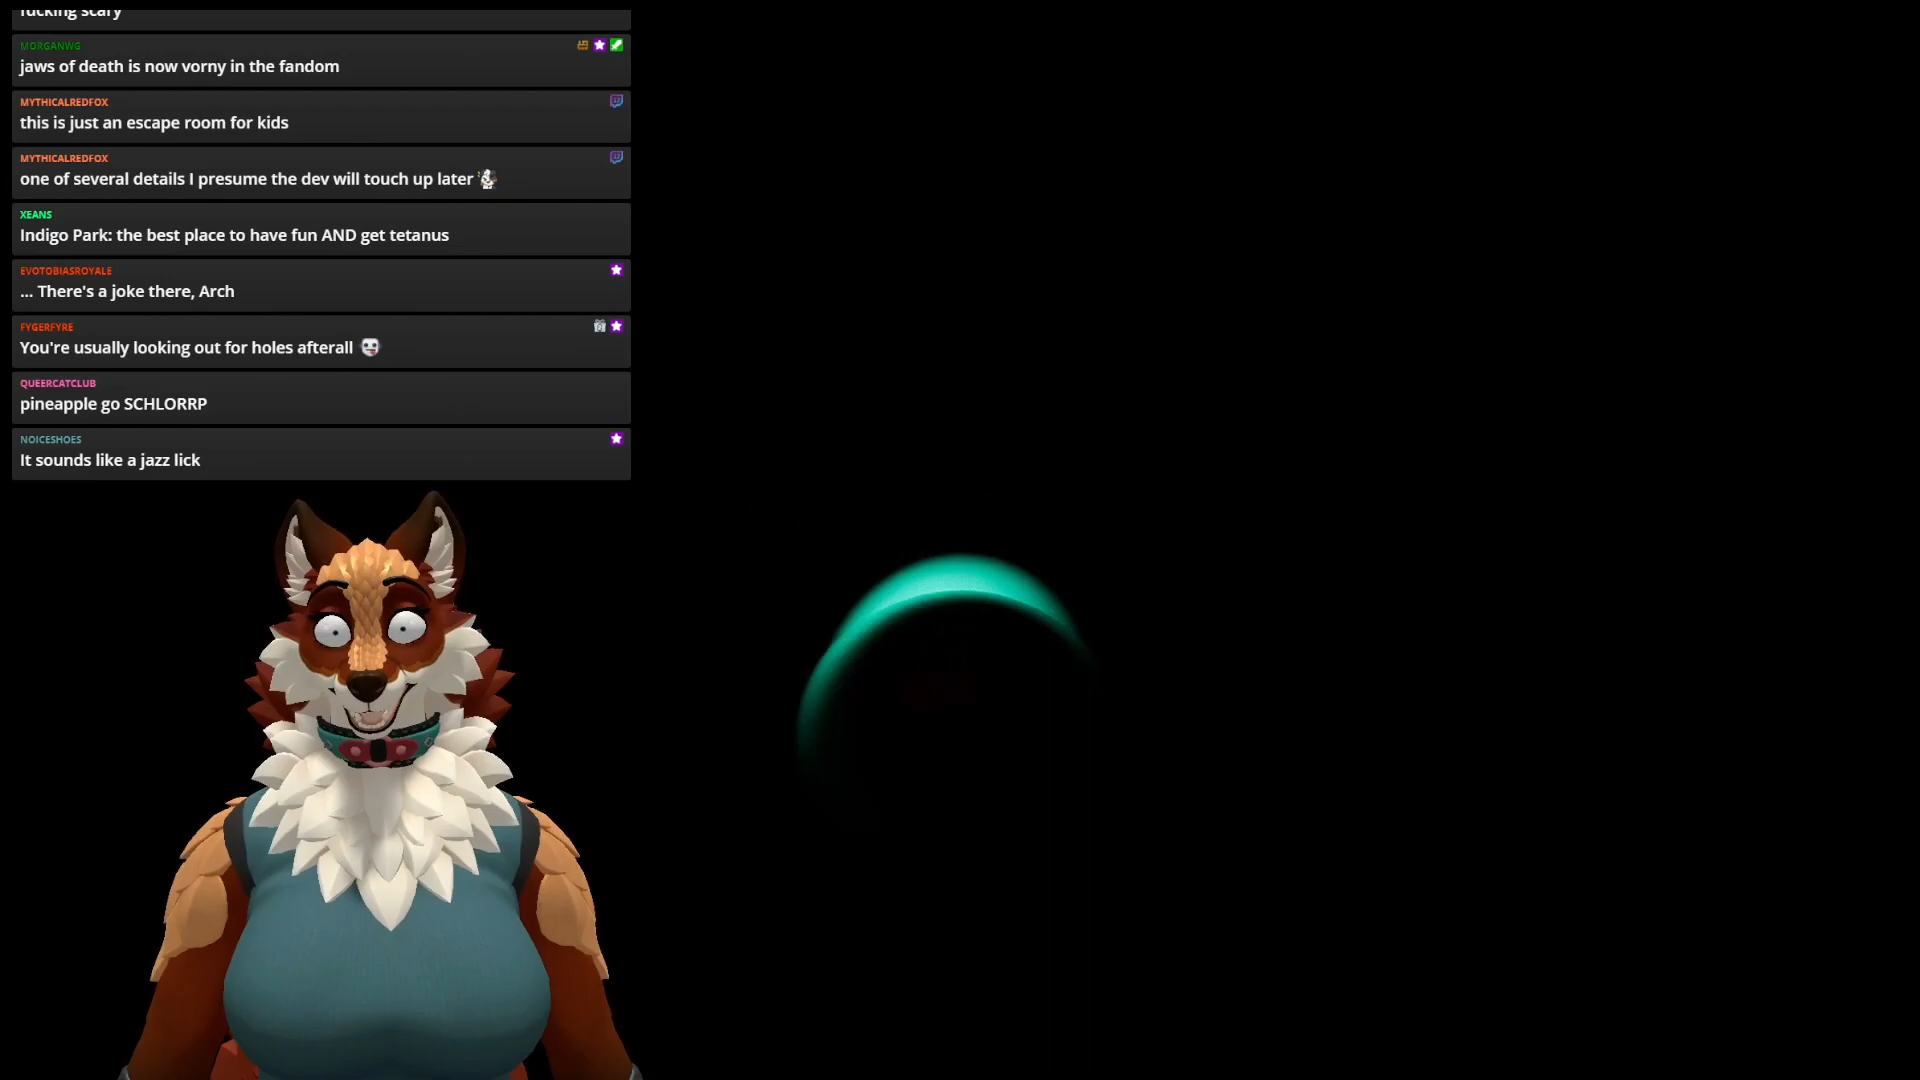 fucking scary
MORGANWG
jaws of death is now vorny in the fandom
MYTHICALREDFOX
this is just an escape room for kids
MYTHICALREDFOX
one of several details I presume the dev will touch up later
XEANS
Indigo Park: the best place to have fun AND get tetanus
EVOTOBIASROYALE
... There's a joke there, Arch
FYGERFYRE
You're usually looking out for holes afterall
QUEERCATCLUB
pineapple go SCHLORRP
NOICESHOES
It sounds like a jazz lick